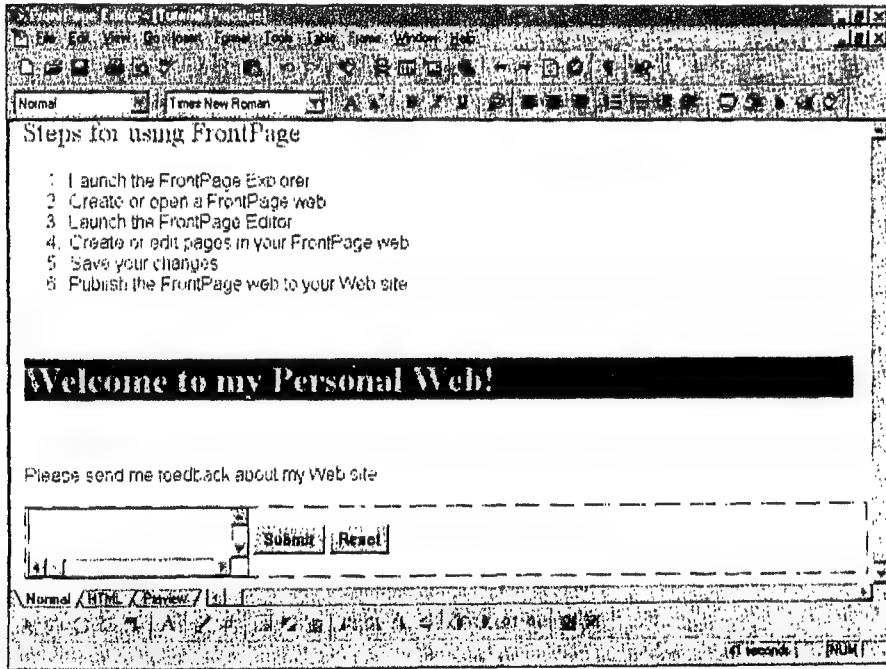 FrontPage Editor - [Tutorial Practice]
File Edit View Go Insert Format Tools Table Frame Window Help
Normal Times New Roman
Steps for using FrontPage
1. Launch the FrontPage Explorer
2. Create or open a FrontPage web
3. Launch the FrontPage Editor
4. Create or edit pages in your FrontPage web
5. Save your changes
6. Publish the FrontPage web to your Web site
Welcome to my Personal Web!
Please send me feedback about my Web site
Submit Reset
Normal HTML Preview
41 seconds NUM